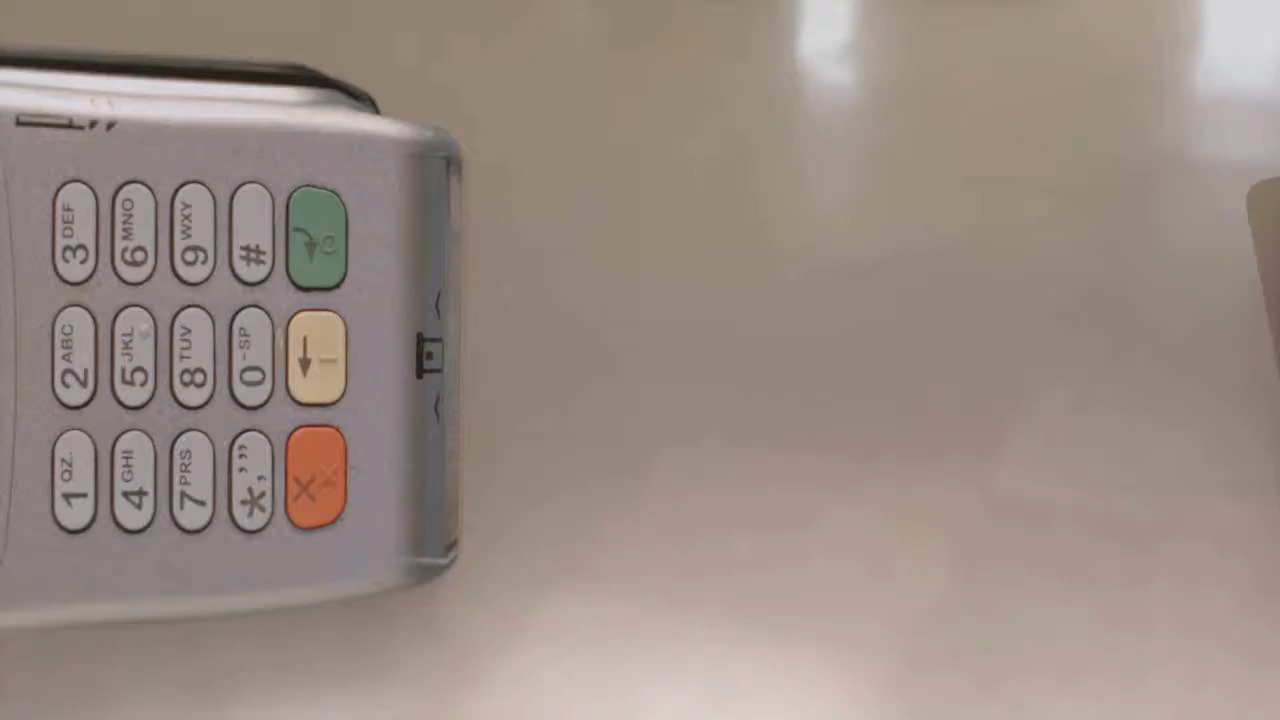 1 QZ. 2 ABC 3 DEF
4 GHI 5 JKL 6 MNO
7 PRS 8 TUV 9 WXY
*,'" 0 -SP #